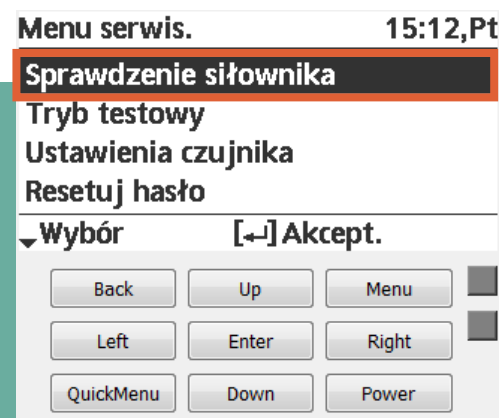 Menu serwis. 15:12,Pt
Sprawdzenie siłownika
Tryb testowy
Ustawienia czujnika
Resetuj hasło
Wybór [↵] Akcept.
Back Up Menu
Left Enter Right
QuickMenu Down Power